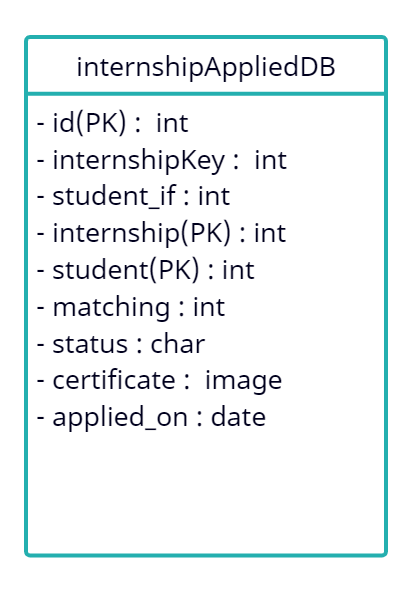 internshipAppliedDB
- id(PK) :  int
- internshipKey :  int
- student_if : int
- internship(PK) : int
- student(PK) : int
- matching : int
- status : char
- certificate :  image
- applied_on : date